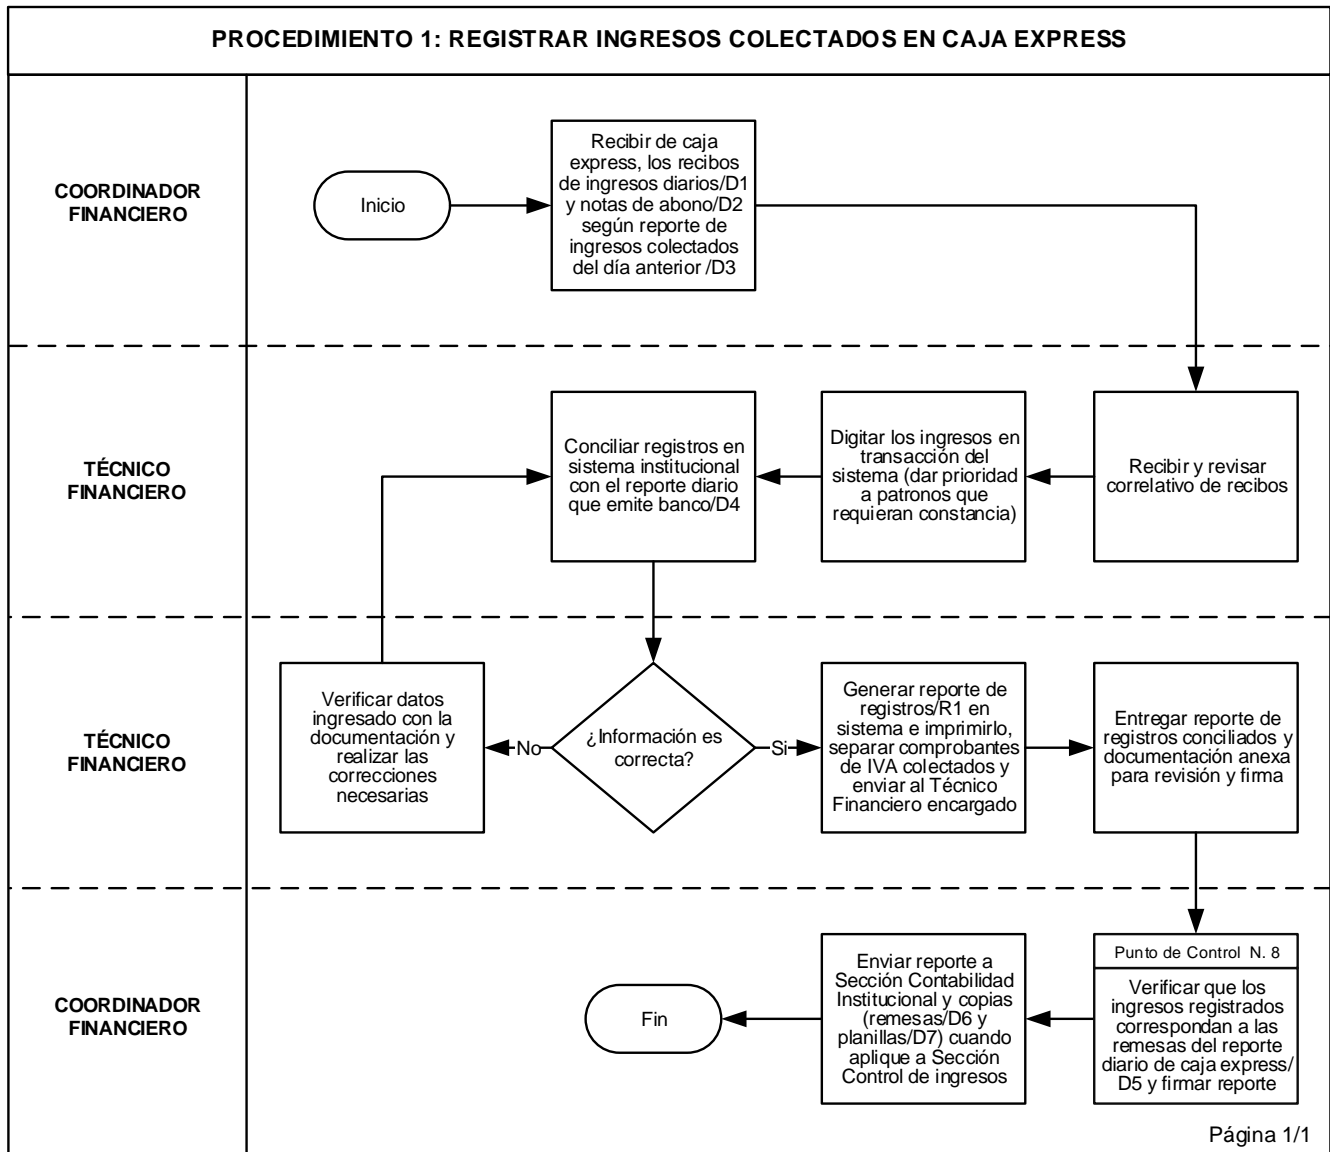 PROCEDIMIENTO 1: REGISTRAR INGRESOS COLECTADOS EN CAJA EXPRESS
COORDINADOR
FINANCIERO
Inicio
Recibir de caja
express, los recibos
de ingresos diarios/D1
y notas de abono/D2
según reporte de
ingresos colectados
del día anterior /D3
TÉCNICO
FINANCIERO
Conciliar registros en
sistema institucional
con el reporte diario
que emite banco/D4
Digitar los ingresos en
transacción del
sistema (dar prioridad
a patronos que
requieran constancia)
Recibir y revisar
correlativo de recibos
TÉCNICO
FINANCIERO
Verificar datos
ingresado con la
documentación y
realizar las
correcciones
necesarias
No
¿Información es
correcta?
Si
Generar reporte de
registros/R1 en
sistema e imprimirlo,
separar comprobantes
de IVA colectados y
enviar al Técnico
Financiero encargado
Entregar reporte de
registros conciliados y
documentación anexa
para revisión y firma
COORDINADOR
FINANCIERO
Fin
Enviar reporte a
Sección Contabilidad
Institucional y copias
(remesas/D6 y
planillas/D7) cuando
aplique a Sección
Control de ingresos
Punto de Control N. 8
Verificar que los
ingresos registrados
correspondan a las
remesas del reporte
diario de caja express/
D5 y firmar reporte
Página 1/1